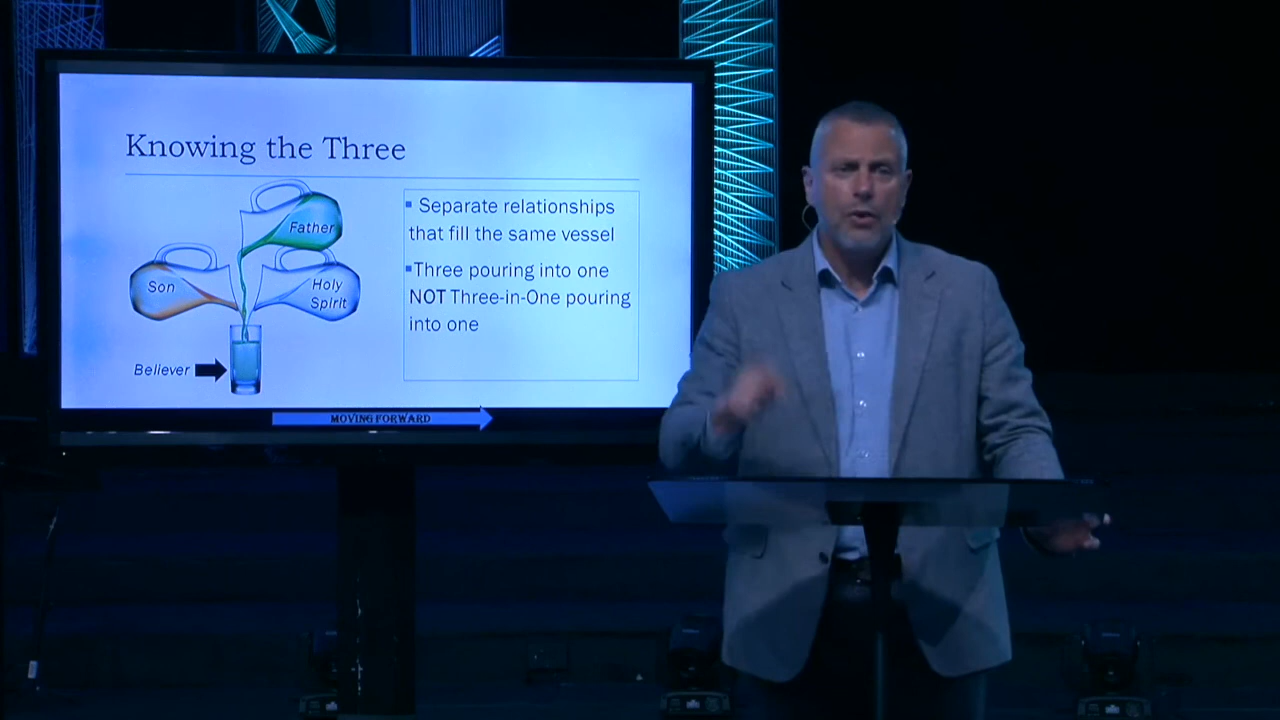 Knowing the Three
Father
Son
Holy
Spirit
Believer
▪ Separate relationships
that fill the same vessel
▪Three pouring into one
NOT Three-in-One pouring
into one
MOVING FORWARD